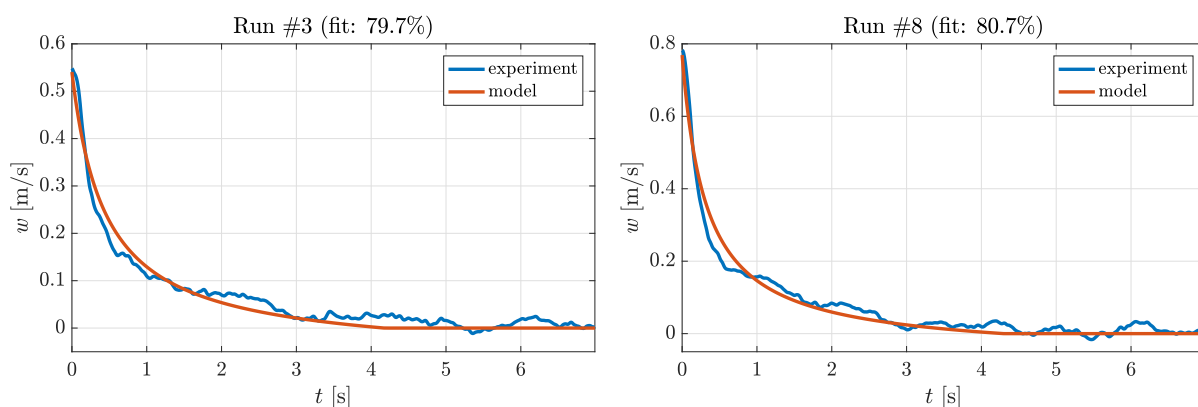 Run #3 (fit: 79.7%)
0.6
0.5
0.4
0.3
0.2
0.1
0
w [m/s]
experiment
model
0 1 2 3 4 5 6
t [s]
Run #8 (fit: 80.7%)
0.8
0.6
0.4
0.2
0
w [m/s]
experiment
model
0 1 2 3 4 5 6
t [s]